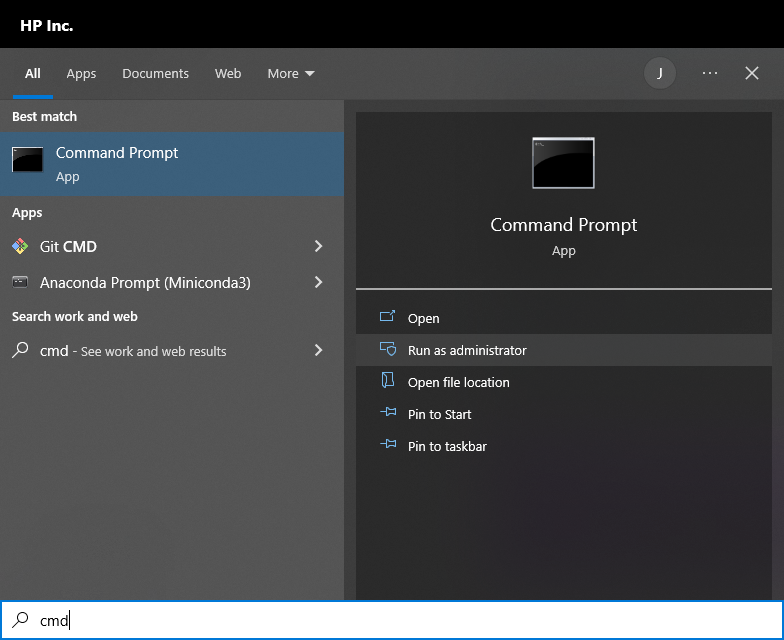 HP Inc.
All Apps Documents Web More
J
Best match
Command Prompt
App
Apps
Git CMD
Anaconda Prompt (Miniconda3)
Search work and web
cmd - See work and web results
Command Prompt
App
Open
Run as administrator
Open file location
Pin to Start
Pin to taskbar
cmd